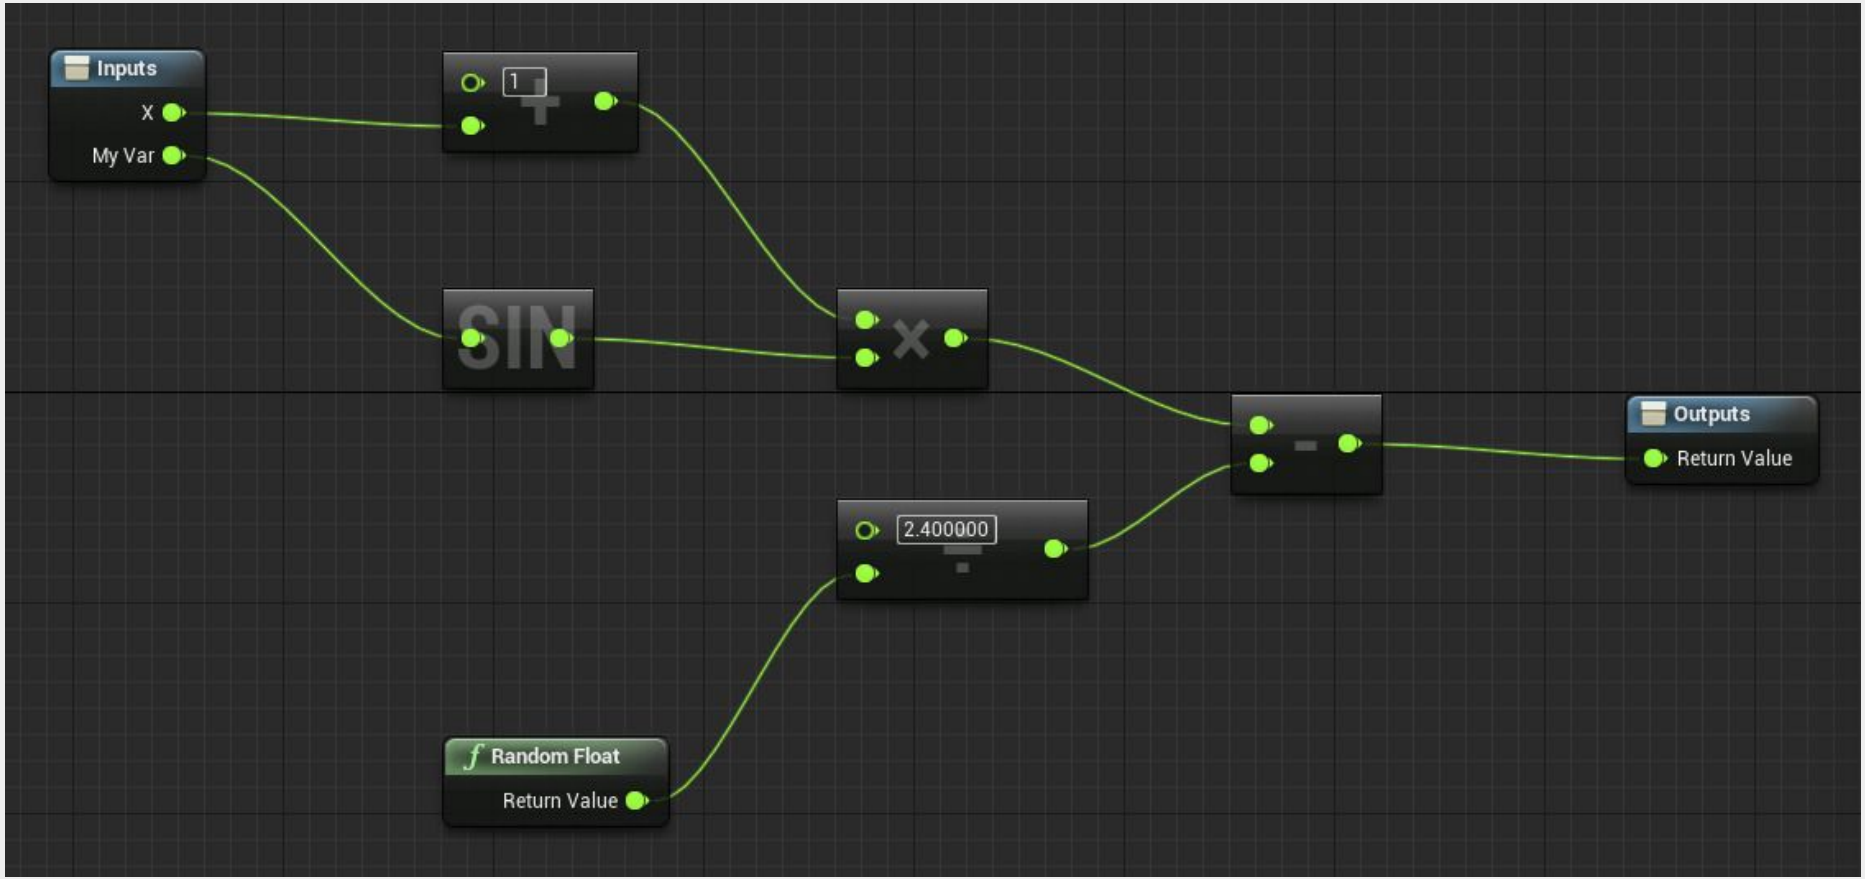 Inputs
X
My Var
1
+
SIN
×
-
Outputs
Return Value
2.400000
÷
f Random Float
Return Value